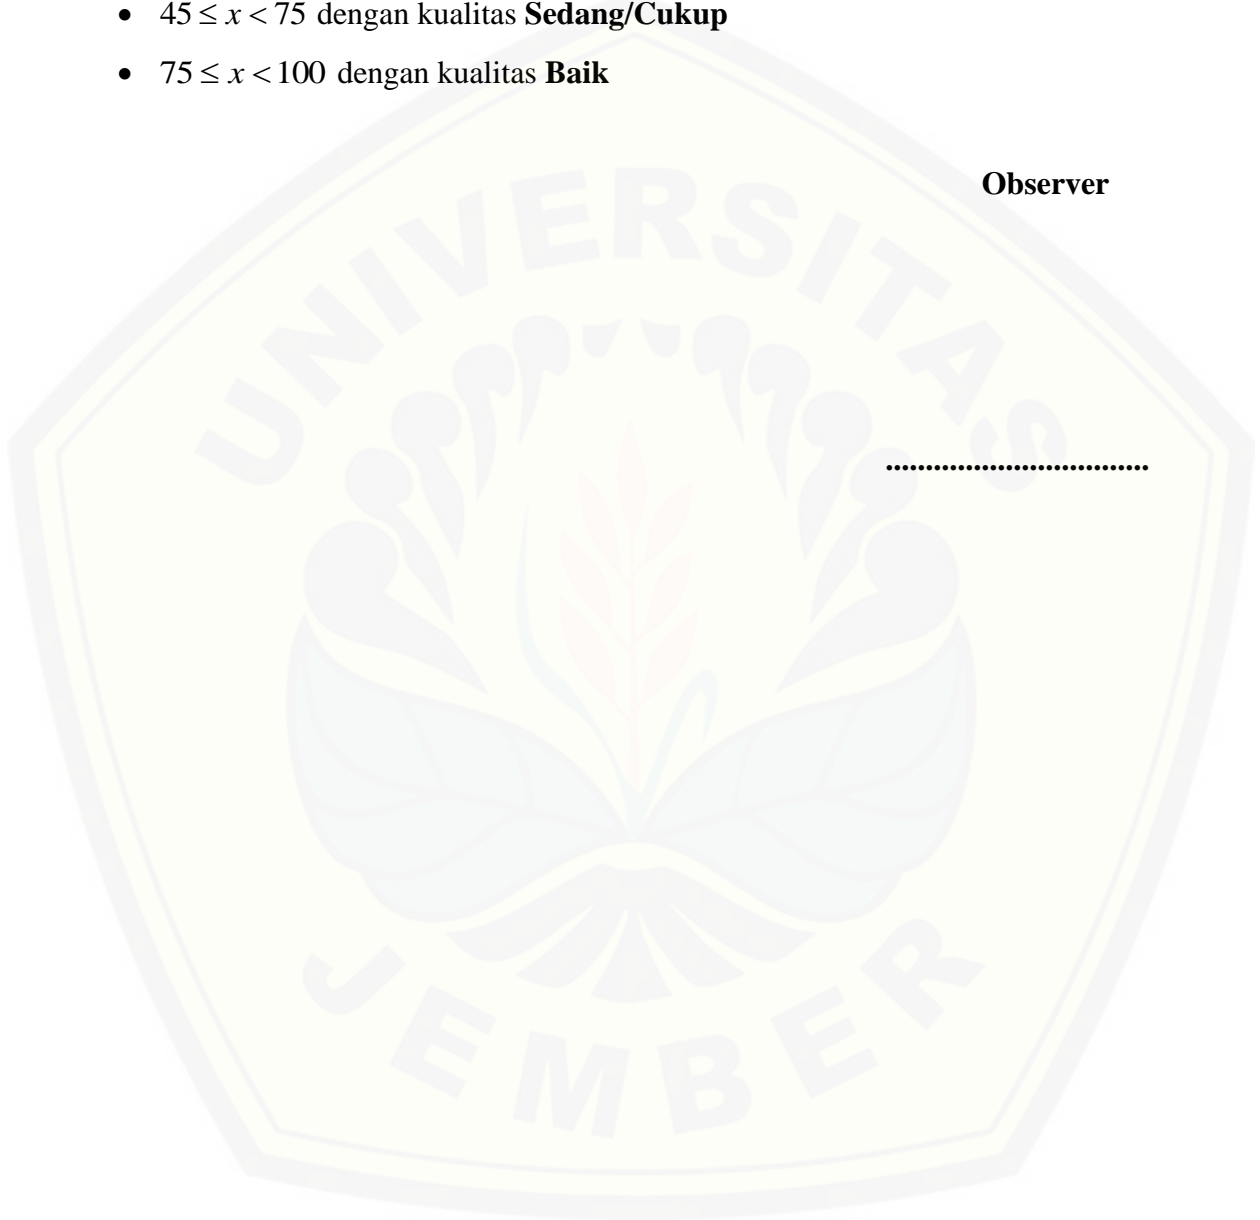 • 45 ≤ x < 75 dengan kualitas Sedang/Cukup
• 75 ≤ x < 100 dengan kualitas Baik
UNIVERSITAS
Observer
.................................
JEMBER